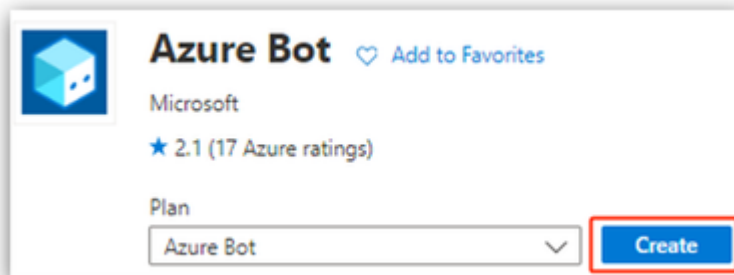 Azure Bot
Add to Favorites
Microsoft
2.1 (17 Azure ratings)
Plan
Azure Bot
Create